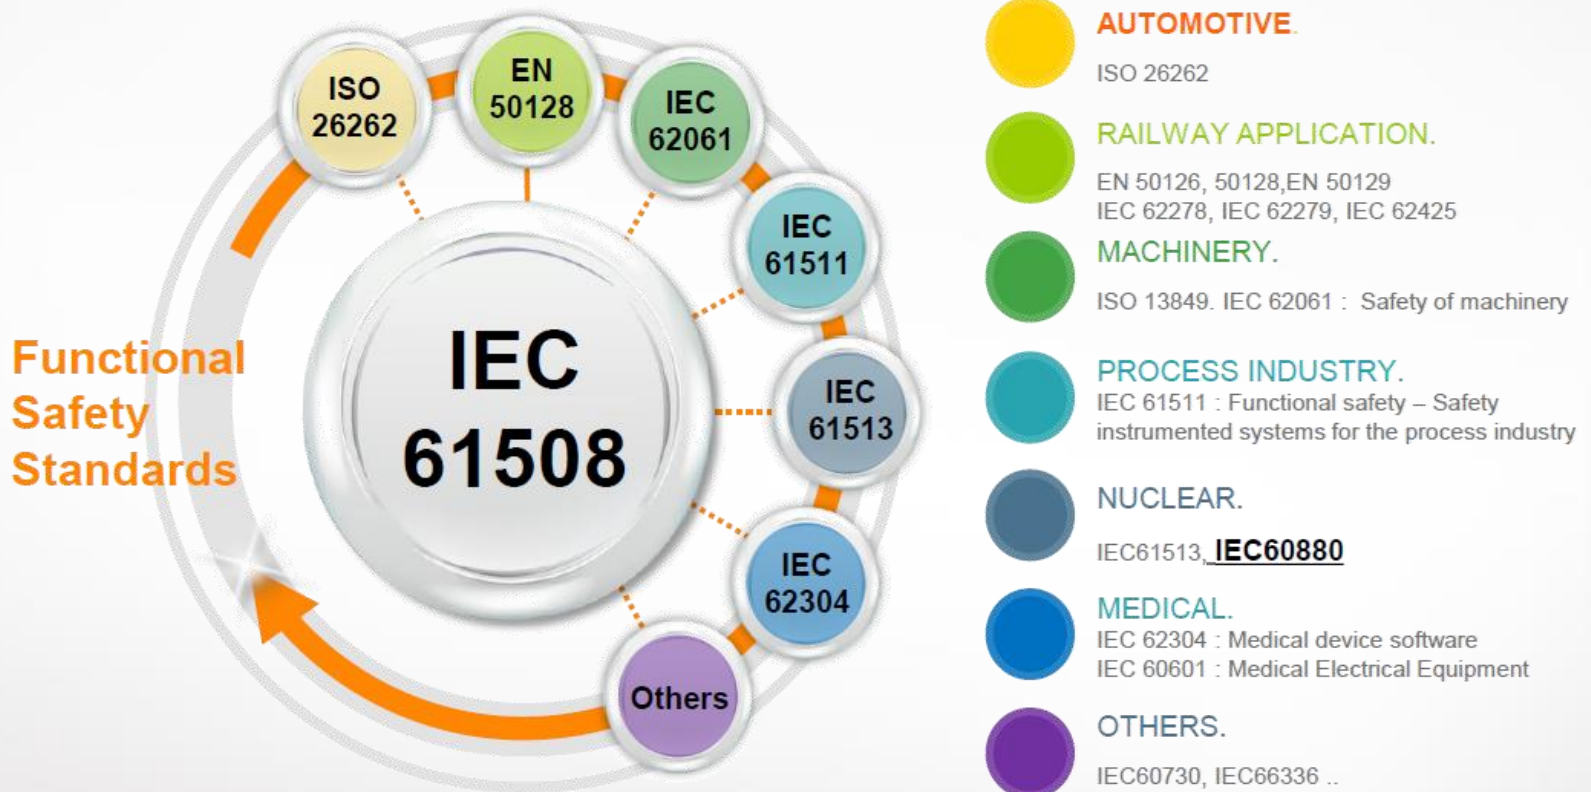 Functional
Safety
Standards
ISO
26262
EN
50128
IEC
62061
IEC
61511
IEC
61513
IEC
62304
Others
IEC
61508
AUTOMOTIVE.
ISO 26262
RAILWAY APPLICATION.
EN 50126, 50128,EN 50129
IEC 62278, IEC 62279, IEC 62425
MACHINERY.
ISO 13849. IEC 62061 : Safety of machinery
PROCESS INDUSTRY.
IEC 61511 : Functional safety – Safety
instrumented systems for the process industry
NUCLEAR.
IEC61513, IEC60880
MEDICAL.
IEC 62304 : Medical device software
IEC 60601 : Medical Electrical Equipment
OTHERS.
IEC60730, IEC66336 ..